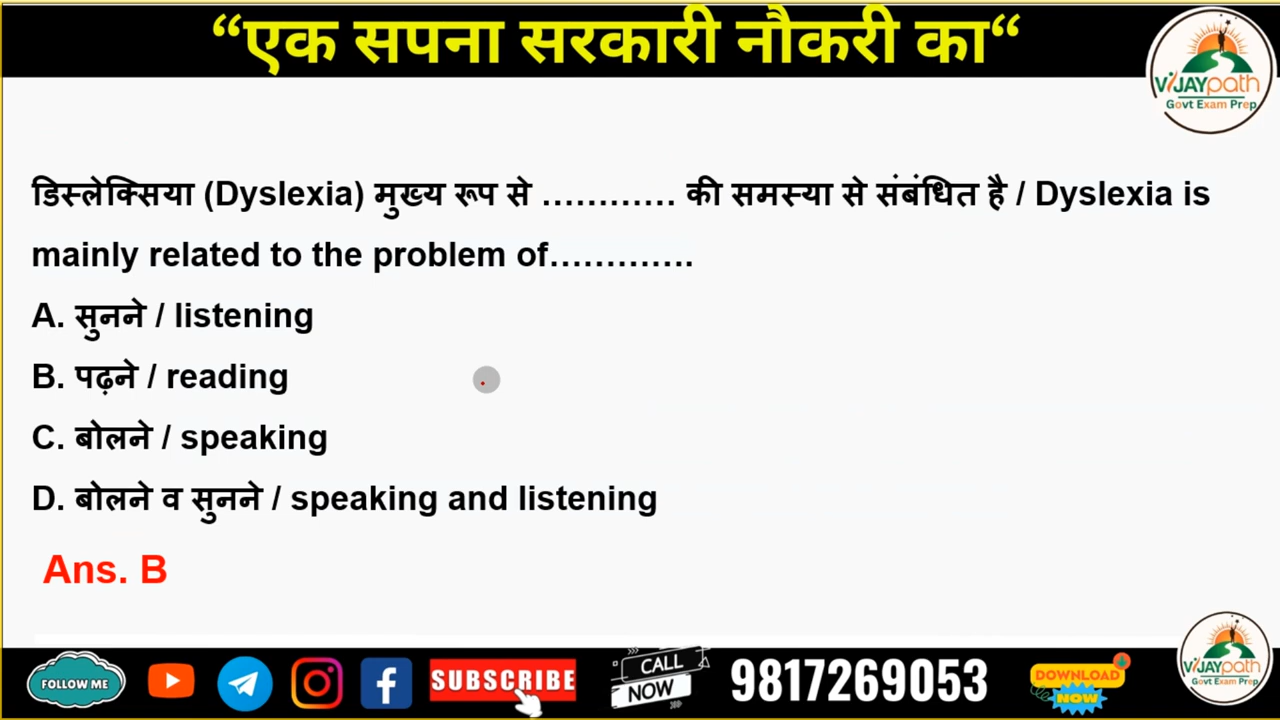 “एक सपना सरकारी नौकरी का“
ViJAYpath
Govt Exam Prep
डिस्लेक्सिया (Dyslexia) मुख्य रूप से ………… की समस्या से संबंधित है / Dyslexia is
mainly related to the problem of………….
A. सुनने / listening
B. पढ़ने / reading
C. बोलने / speaking
D. बोलने व सुनने / speaking and listening
Ans. B
FOLLOW ME
SUBSCRIBE
CALL
NOW
9817269053
DOWNLOAD
NOW
ViJAYpath
Govt Exam Prep